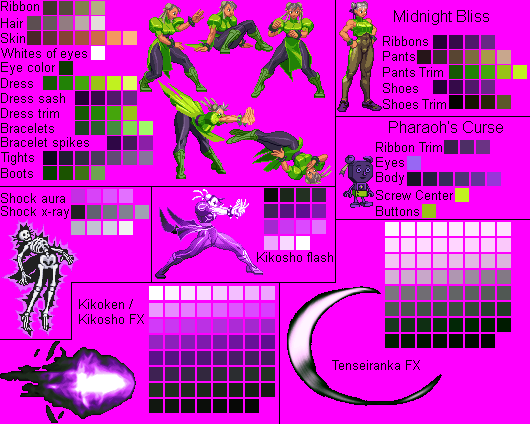 Ribbon
Hair
Skin
Whites of eyes
Eye color
Dress
Dress sash
Dress trim
Bracelets
Bracelet spikes
Tights
Boots
Midnight Bliss
Ribbons
Pants
Pants Trim
Shoes
Shoes Trim
Pharaoh's Curse
Ribbon Trim
Eyes
Body
Screw Center
Buttons
Shock aura
Shock x-ray
Kikosho flash
Kikoken /
Kikosho FX
Tenseiranka FX